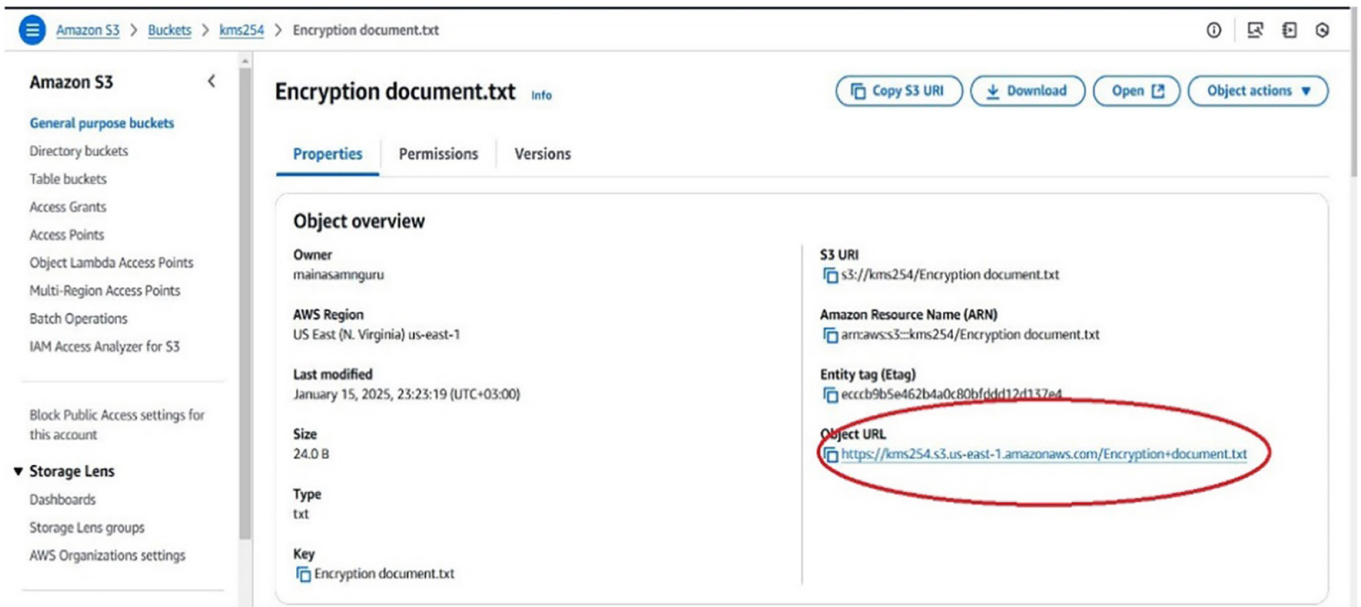 Amazon S3 > Buckets > kms254 > Encryption document.txt
Amazon S3
General purpose buckets
Directory buckets
Table buckets
Access Grants
Access Points
Object Lambda Access Points
Multi-Region Access Points
Batch Operations
IAM Access Analyzer for S3
Block Public Access settings for
this account
Storage Lens
Dashboards
Storage Lens groups
AWS Organizations settings
Encryption document.txt Info
Copy S3 URI Download Open Object actions
Properties Permissions Versions
Object overview
Owner
mainasamnguru
AWS Region
US East (N. Virginia) us-east-1
Last modified
January 15, 2025, 23:23:19 (UTC+03:00)
Size
24.0 B
Type
txt
Key
Encryption document.txt
S3 URI
s3://kms254/Encryption document.txt
Amazon Resource Name (ARN)
arn:aws:s3:::kms254/Encryption document.txt
Entity tag (Etag)
ecccb9b5e462b4a0c80bfddd12d137e4
Object URL
https://kms254.s3.us-east-1.amazonaws.com/Encryption+document.txt